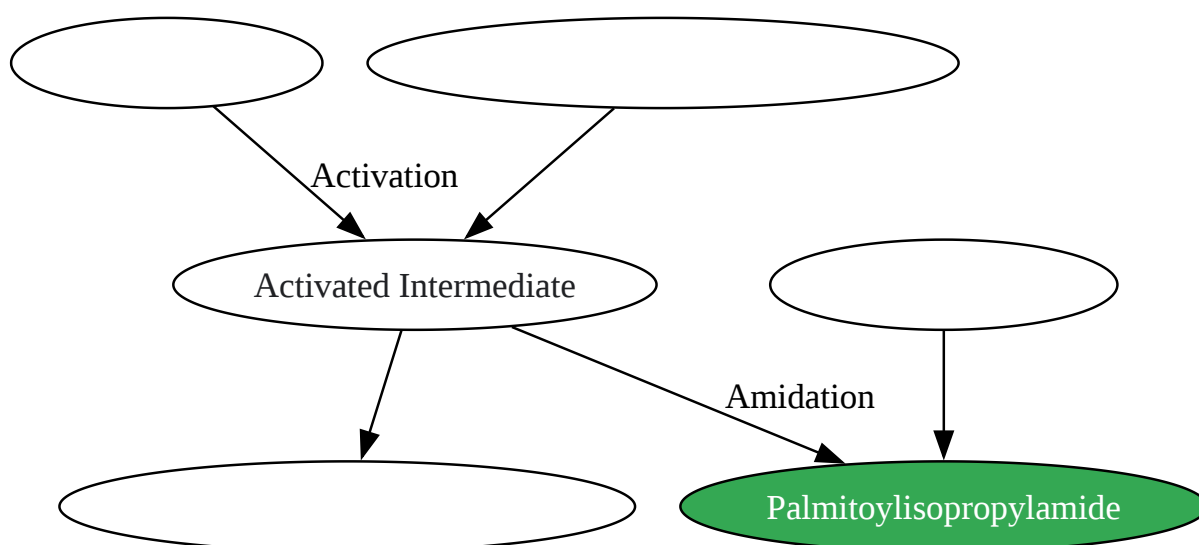 Activation
Activated Intermediate
Amidation
Palmitoylisopropylamide